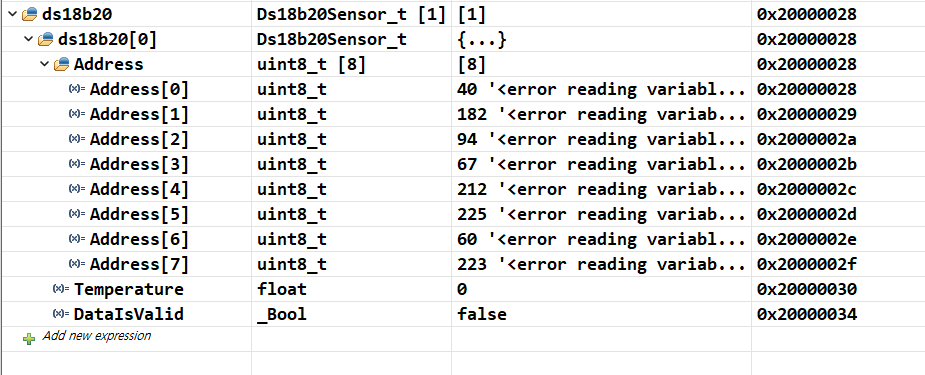 ds18b20 Ds18b20Sensor_t [1] [1] 0x20000028
ds18b20[0] Ds18b20Sensor_t {...} 0x20000028
Address uint8_t [8] [8] 0x20000028
(x)= Address[0] uint8_t 40 '<error reading variabl... 0x20000028
(x)= Address[1] uint8_t 182 '<error reading variab... 0x20000029
(x)= Address[2] uint8_t 94 '<error reading variabl... 0x2000002a
(x)= Address[3] uint8_t 67 '<error reading variabl... 0x2000002b
(x)= Address[4] uint8_t 212 '<error reading variab... 0x2000002c
(x)= Address[5] uint8_t 225 '<error reading variab... 0x2000002d
(x)= Address[6] uint8_t 60 '<error reading variabl... 0x2000002e
(x)= Address[7] uint8_t 223 '<error reading variab... 0x2000002f
(x)= Temperature float 0 0x20000030
(x)= DataIsValid _Bool false 0x20000034
Add new expression